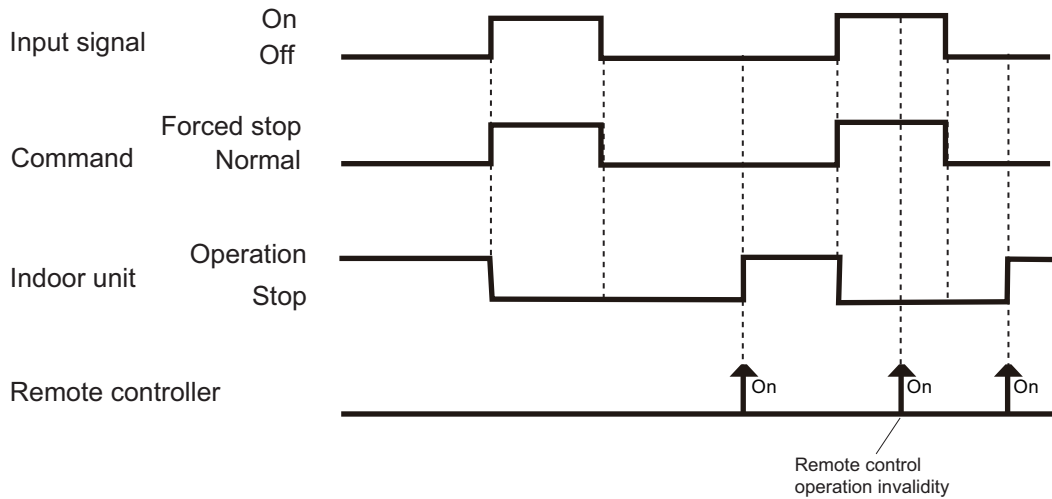 On
Input signal
Off
Forced stop
Command
Normal
Operation
Indoor unit
Stop
Remote controller
On
On
On
Remote control
operation invalidity